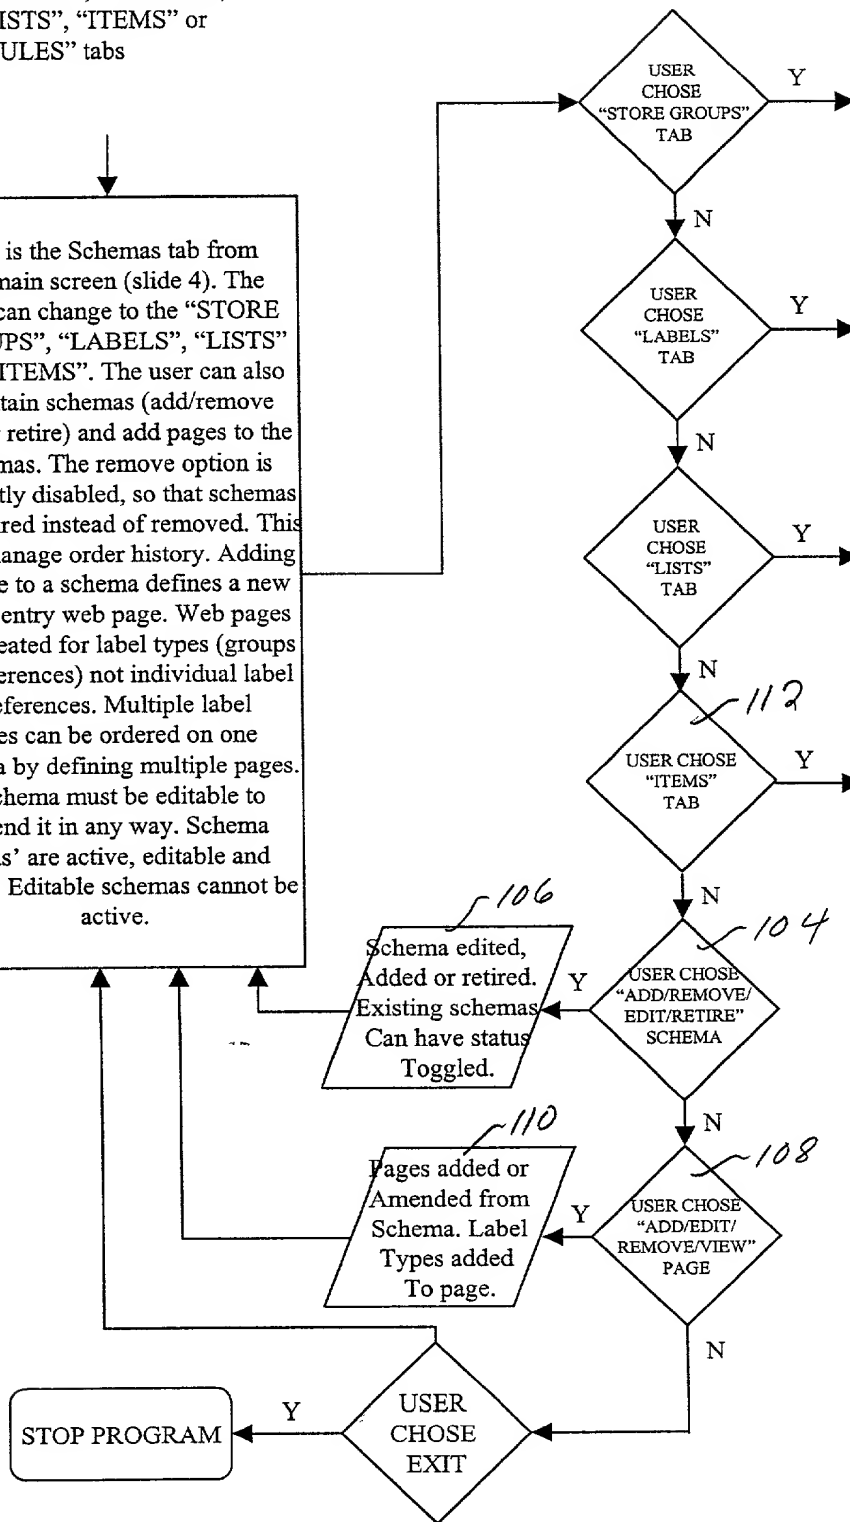 ISTS”, “ITEMS” or
ULES” tabs
is the Schemas tab from
main screen (slide 4). The
can change to the “STORE
UPS”, “LABELS”, “LISTS”
ITEMS”. The user can also
tain schemas (add/remove
retire) and add pages to the
mas. The remove option is
tly disabled, so that schemas
ired instead of removed. This
anage order history. Adding
e to a schema defines a new
entry web page. Web pages
eated for label types (groups
erences) not individual label
eferences. Multiple label
es can be ordered on one
a by defining multiple pages.
chema must be editable to
end it in any way. Schema
us’ are active, editable and
Editable schemas cannot be
active.
USER
CHOSE
“STORE GROUPS”
TAB
Y
N
USER
CHOSE
“LABELS”
TAB
Y
N
USER
CHOSE
“LISTS”
TAB
Y
N
112
USER CHOSE
“ITEMS”
TAB
Y
N
104
USER CHOSE
“ADD/REMOVE/
EDIT/RETIRE”
SCHEMA
Y
106
Schema edited,
Added or retired.
Existing schemas
Can have status
Toggled.
N
108
USER CHOSE
“ADD/EDIT/
REMOVE/VIEW”
PAGE
Y
110
Pages added or
Amended from
Schema. Label
Types added
To page.
N
USER
CHOSE
EXIT
Y
STOP PROGRAM